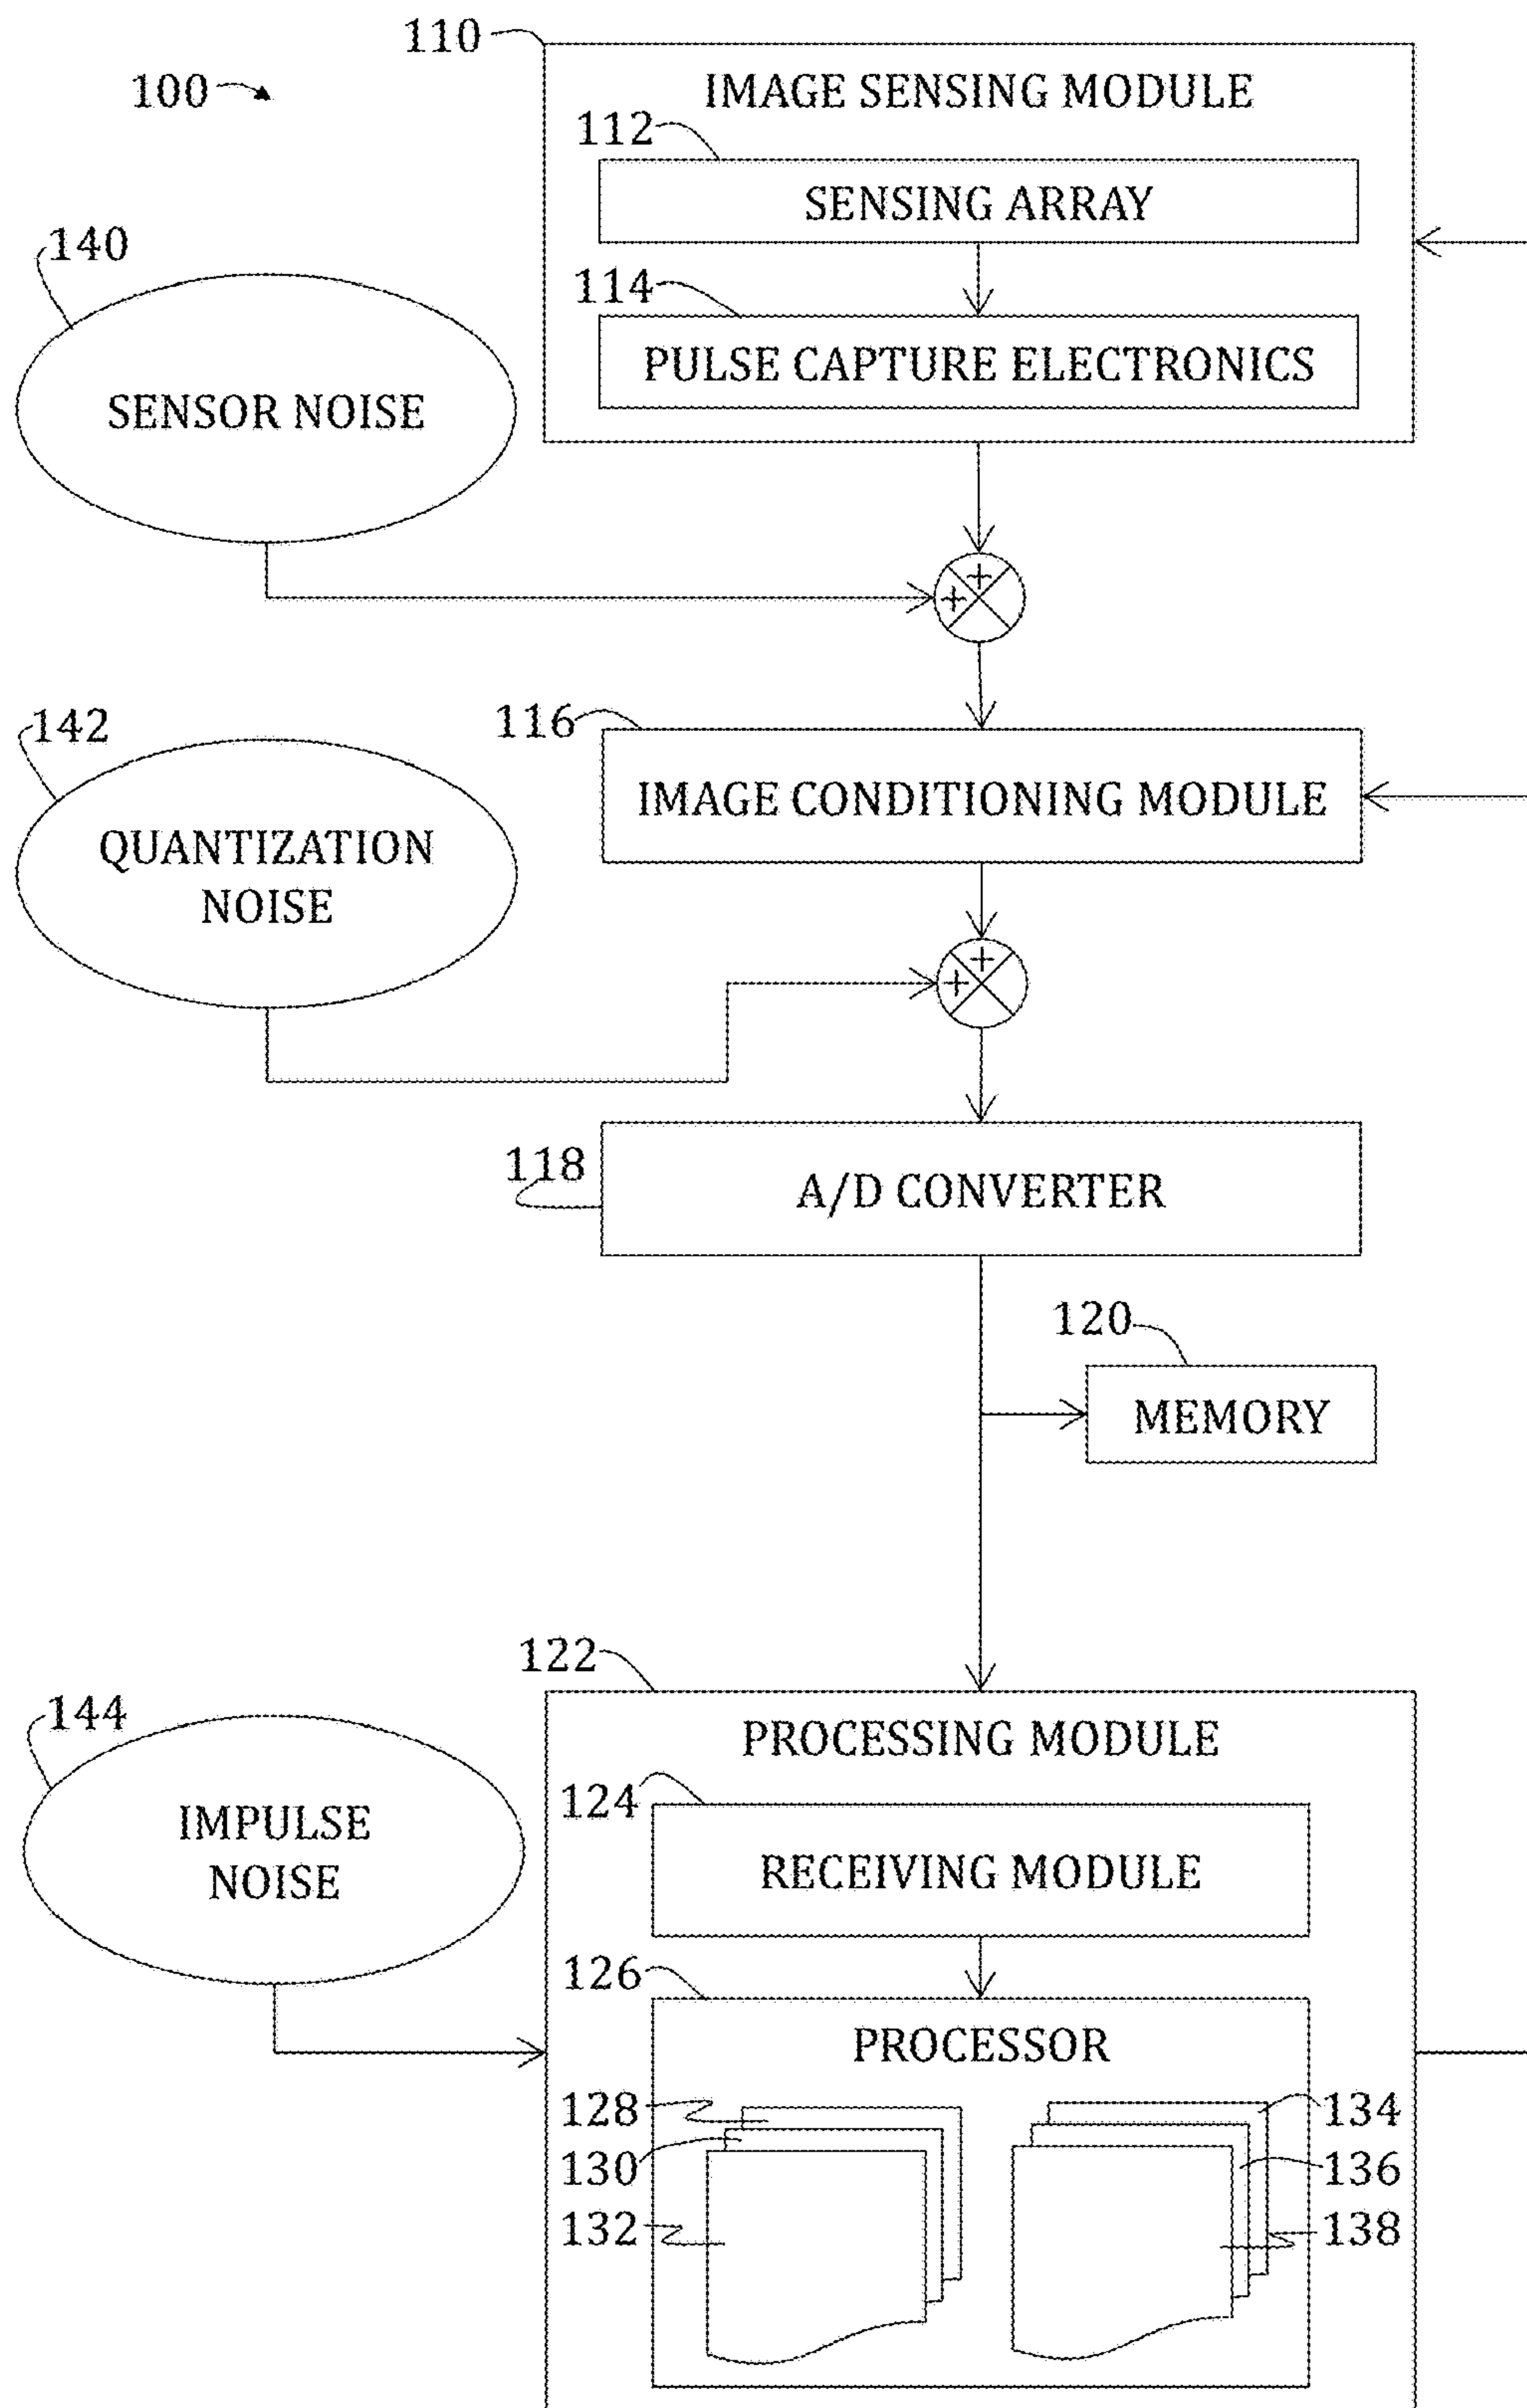 110
100
IMAGE SENSING MODULE
112
SENSING ARRAY
140
114
PULSE CAPTURE ELECTRONICS
SENSOR NOISE
+
+
142
116
IMAGE CONDITIONING MODULE
QUANTIZATION
NOISE
+
+
118
A/D CONVERTER
120
MEMORY
122
144
PROCESSING MODULE
124
IMPULSE
NOISE
RECEIVING MODULE
126
PROCESSOR
128
134
130
136
132
138